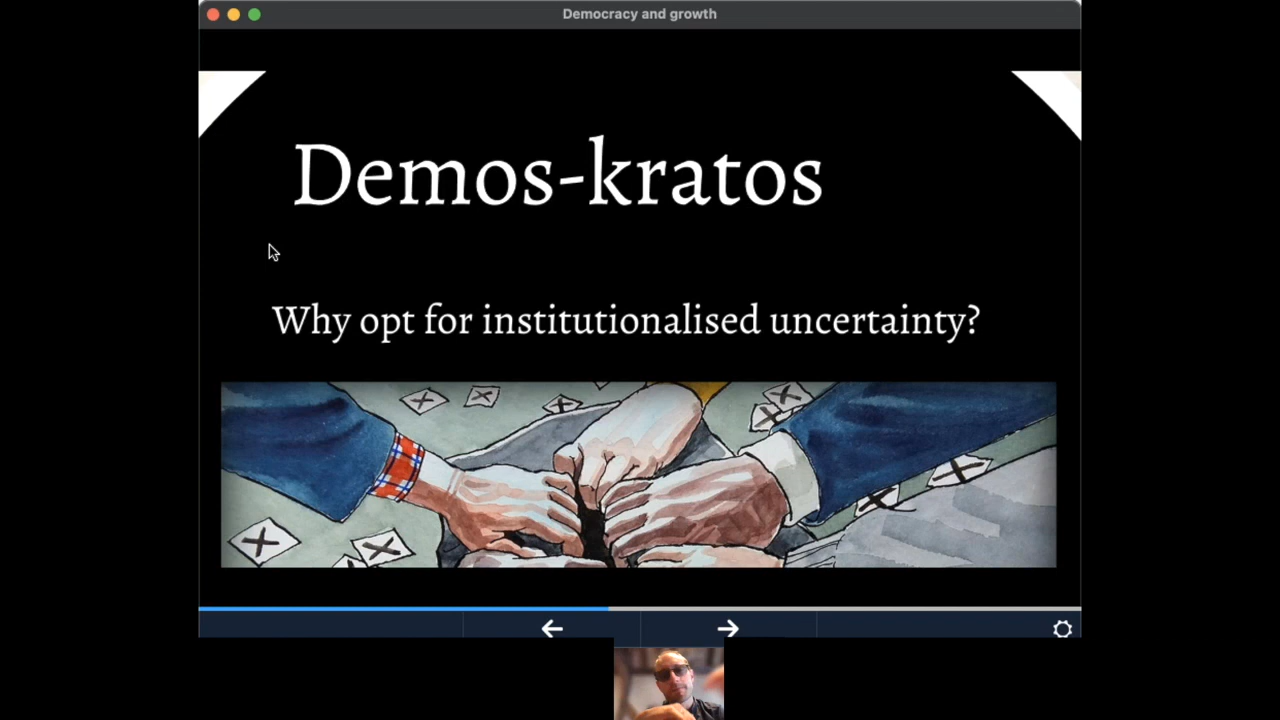 Democracy and growth
Demos-kratos
Why opt for institutionalised uncertainty?